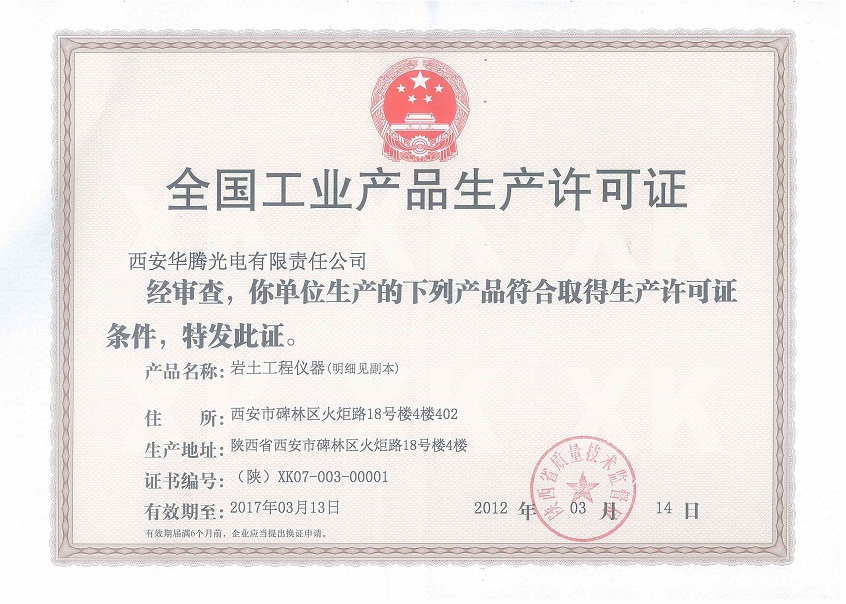 全国工业产品生产许可证
西安华腾光电有限责任公司
经审查，你单位生产的下列产品符合取得生产许可证
条件，特发此证。
产品名称：岩土工程仪器(明细见副本)
住 所：西安市碑林区火炬路18号楼4楼402
生产地址：陕西省西安市碑林区火炬路18号楼4楼
证书编号：（陕）XK07-003-00001
有效期至：2017年03月13日
2012 年 03 月 14 日
有效期届满6个月前，企业应当提出换证申请。
陕西省质量技术监督局